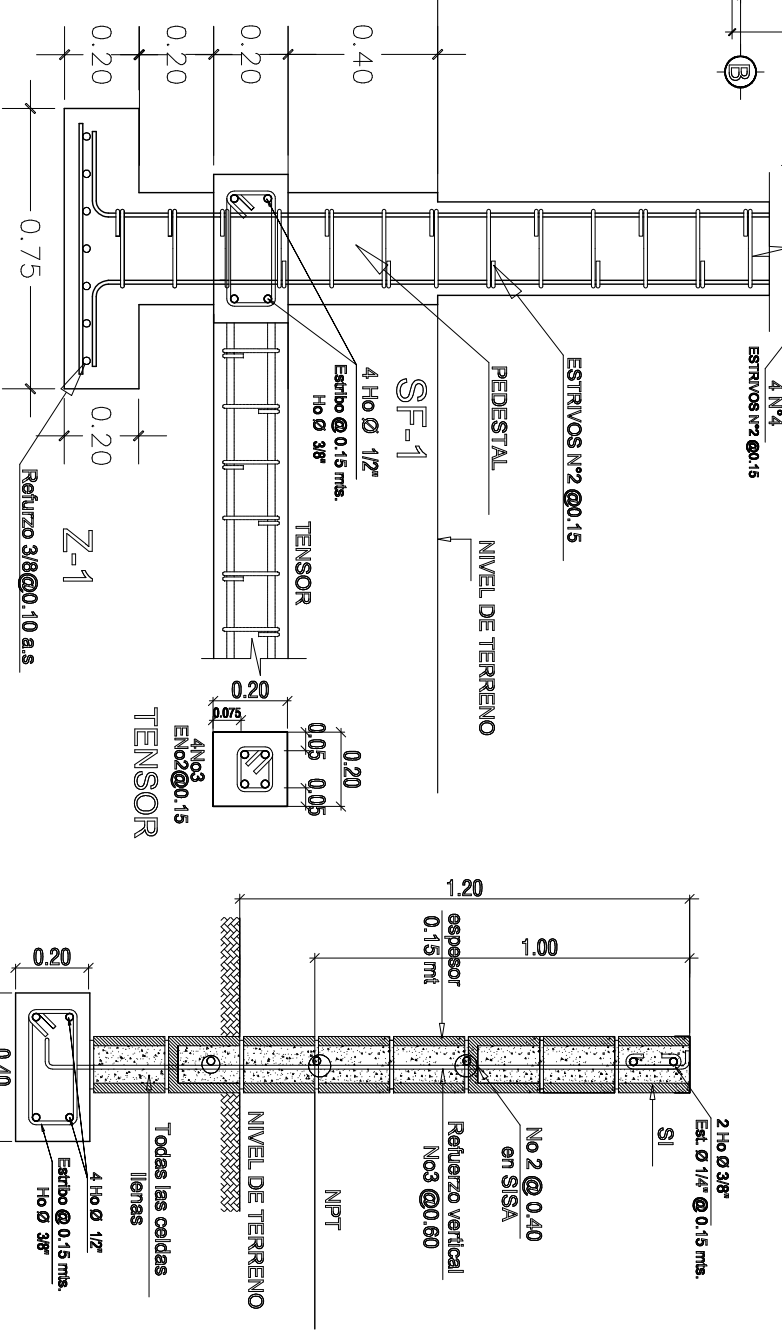 B
0.40
0.20
0.20
0.20
0.75
0.20
4 N°4
ESTRIVOS N°2 @0.15
ESTRIVOS N°2 @0.15
PEDESTAL
NIVEL DE TERRENO
SF-1
4 Ho Ø 1/2"
Estribo @ 0.15 mts.
Ho Ø 3/8"
TENSOR
Z-1
Refurzo 3/8@0.10 a.s
0.20
0.075
0.20
0.05
0.05
4No3
ENo2@0.15
TENSOR
1.20
1.00
espesor
0.15 mt
2 Ho Ø 3/8"
Est. Ø 1/4" @ 0.15 mts.
SI
No 2 @ 0.40
en SISA
Refuerzo vertical
No3 @0.60
NPT
NIVEL DE TERRENO
Todas las celdas
llenas
4 Ho Ø 1/2"
Estribo @ 0.15 mts.
Ho Ø 3/8"
0.20
0.40